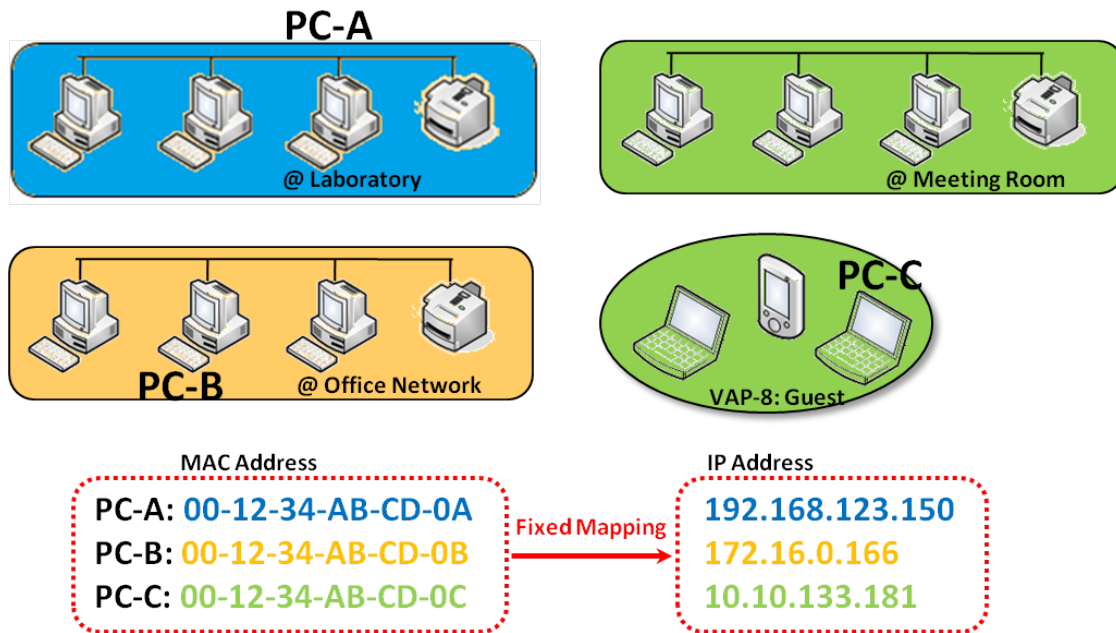 PC-A
@ Laboratory
@ Meeting Room
PC-B
@ Office Network
PC-C
VAP-8: Guest
MAC Address
PC-A: 00-12-34-AB-CD-0A
PC-B: 00-12-34-AB-CD-0B
PC-C: 00-12-34-AB-CD-0C
Fixed Mapping
IP Address
192.168.123.150
172.16.0.166
10.10.133.181